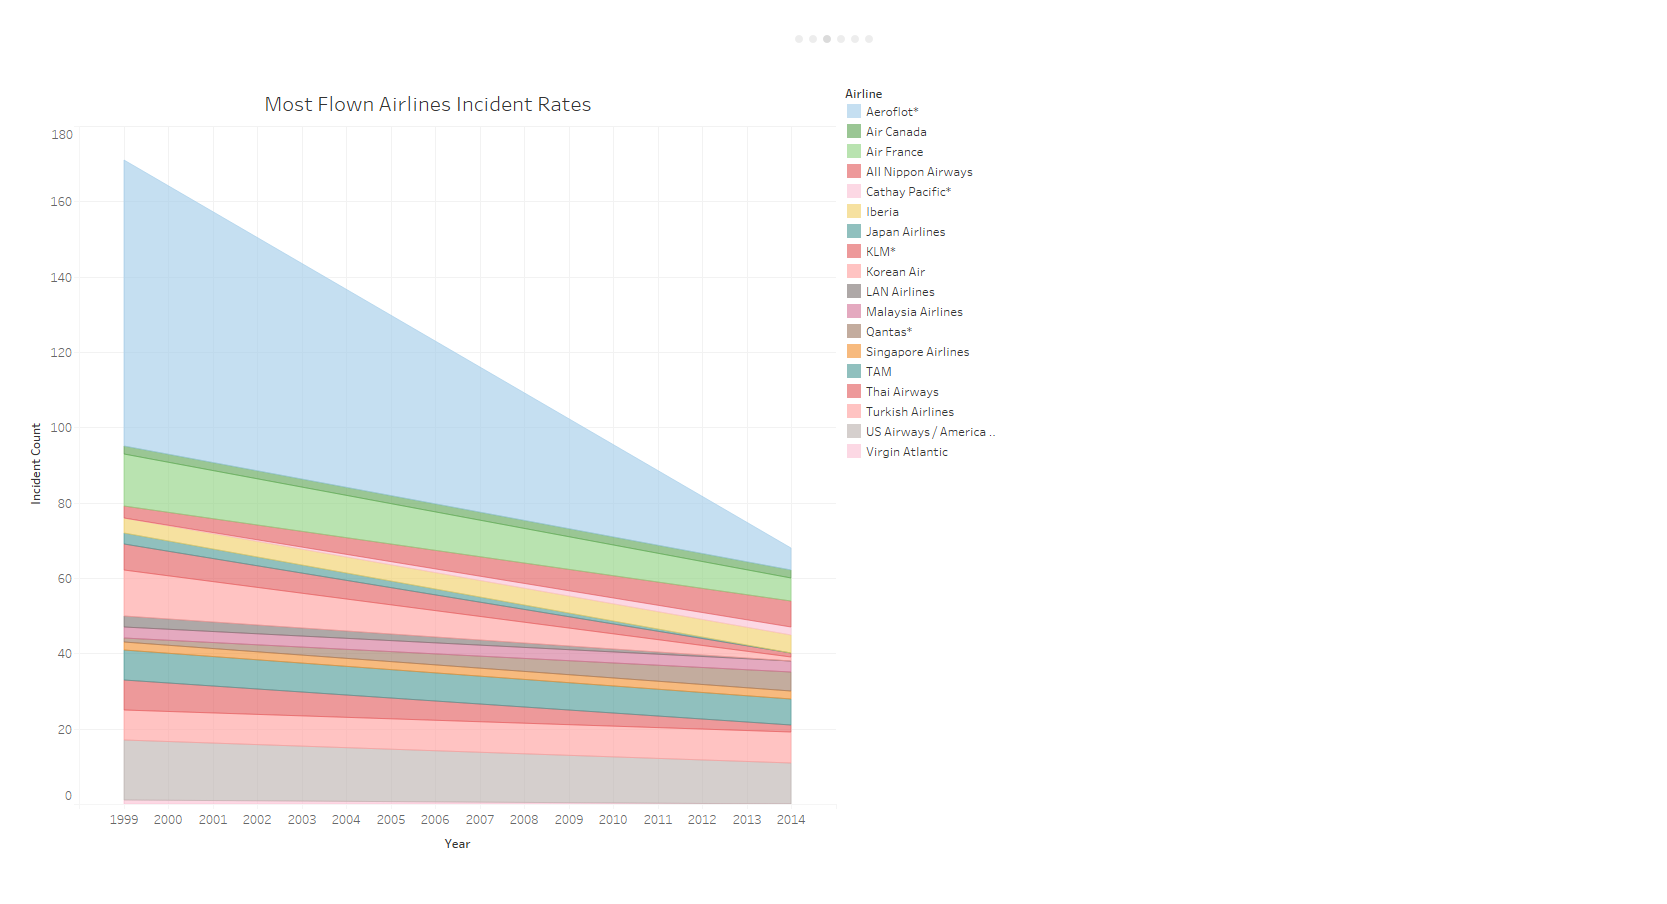 Most Flown Airlines Incident Rates
180
160
140
120
100
80
60
40
20
0
Incident Count
1999 2000 2001 2002 2003 2004 2005 2006 2007 2008 2009 2010 2011 2012 2013 2014
Year
Airline
Aeroflot*
Air Canada
Air France
All Nippon Airways
Cathay Pacific*
Iberia
Japan Airlines
KLM*
Korean Air
LAN Airlines
Malaysia Airlines
Qantas*
Singapore Airlines
TAM
Thai Airways
Turkish Airlines
US Airways / America ..
Virgin Atlantic